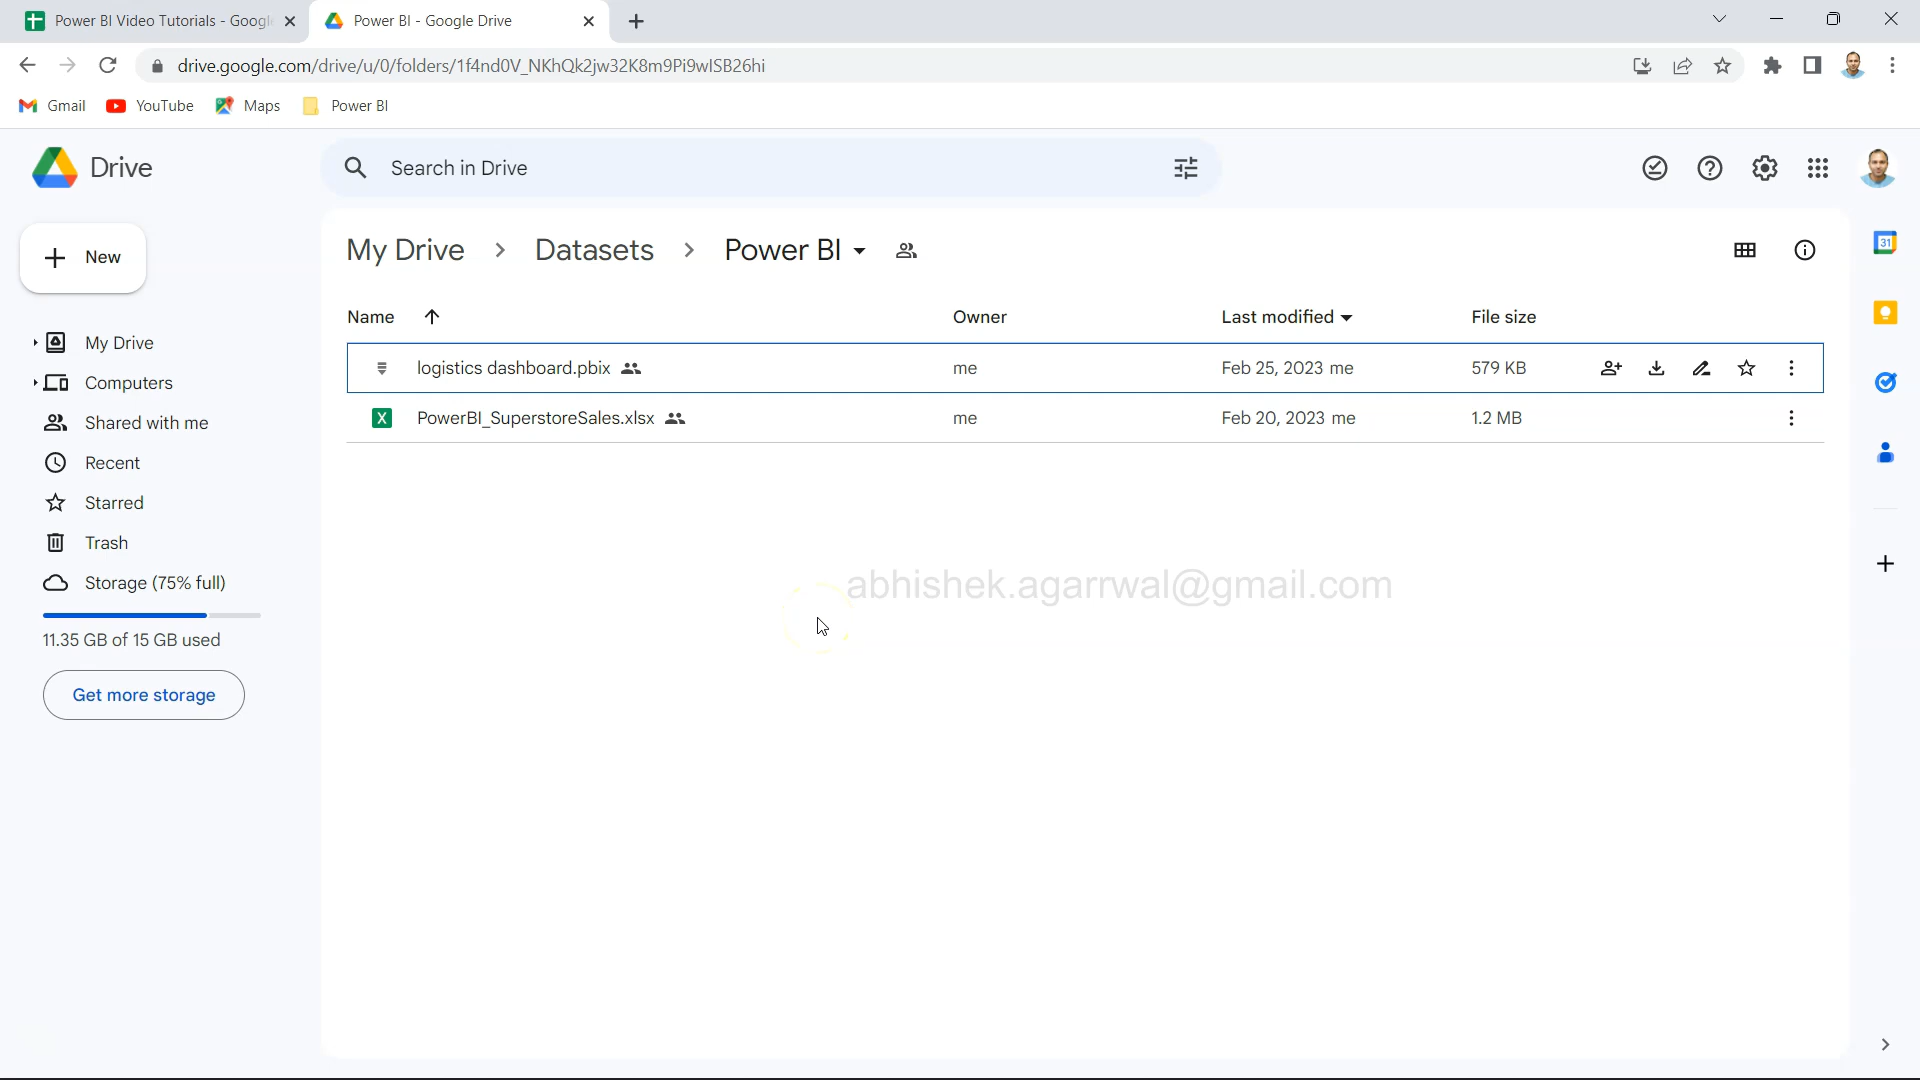 Power BI Video Tutorials - Googl
Power BI - Google Drive
drive.google.com/drive/u/0/folders/1f4nd0V_NKhQk2jw32K8m9Pi9wISB26hi
Gmail
YouTube
Maps
Power BI
Drive
Search in Drive
New
My Drive > Datasets > Power BI
Name
Owner
Last modified
File size
My Drive
Computers
Shared with me
Recent
Starred
Trash
Storage (75% full)
11.35 GB of 15 GB used
Get more storage
logistics dashboard.pbix me Feb 25, 2023 me 579 KB
X PowerBI_SuperstoreSales.xlsx me Feb 20, 2023 me 1.2 MB
abhishek.agarrwal@gmail.com
31